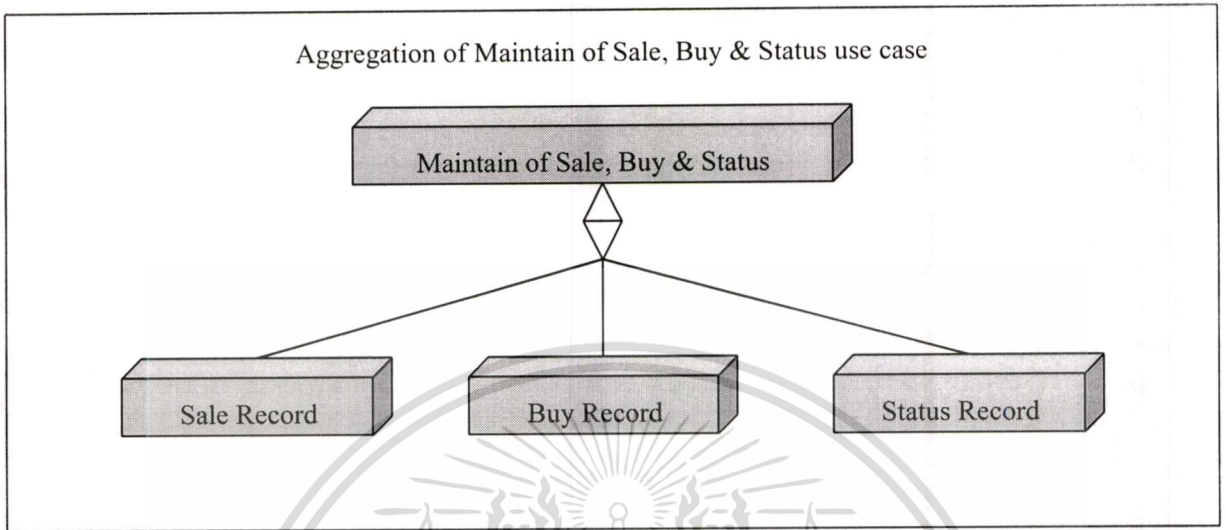 Aggregation of Maintain of Sale, Buy & Status use case
Maintain of Sale, Buy & Status
Sale Record
Buy Record
Status Record